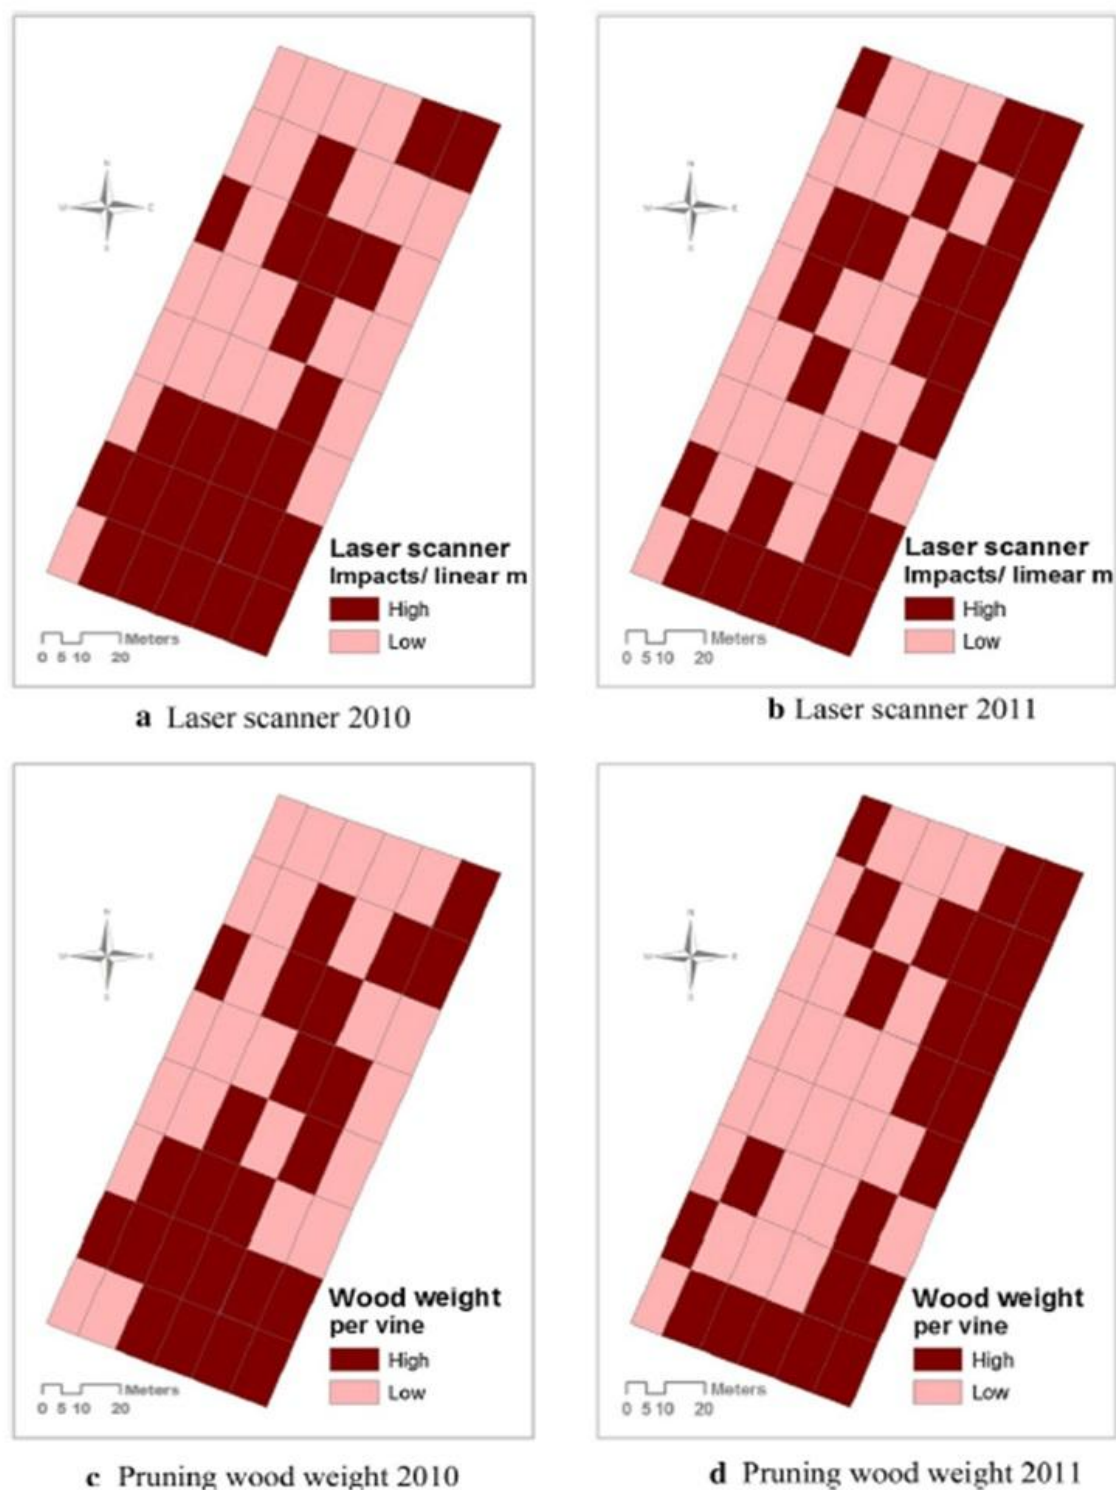 N
W E
S
Laser scanner
Impacts/ linear m
High
Low
Meters
0 5 10 20
a Laser scanner 2010
N
W E
S
Laser scanner
Impacts/ limear m
High
Low
Meters
0 5 10 20
b Laser scanner 2011
N
W E
S
Wood weight
per vine
High
Low
Meters
0 5 10 20
c Pruning wood weight 2010
N
W E
S
Wood weight
per vine
High
Low
Meters
0 5 10 20
d Pruning wood weight 2011